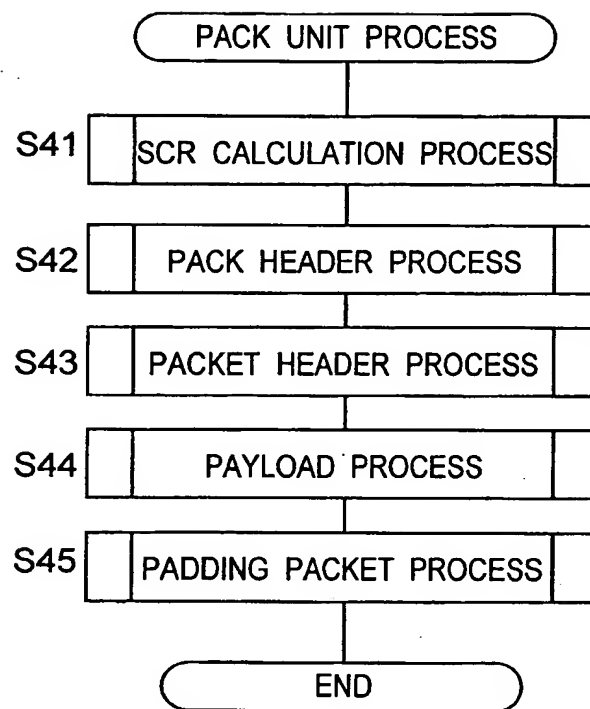 PACK UNIT PROCESS
S41 SCR CALCULATION PROCESS
S42 PACK HEADER PROCESS
S43 PACKET HEADER PROCESS
S44 PAYLOAD PROCESS
S45 PADDING PACKET PROCESS
END